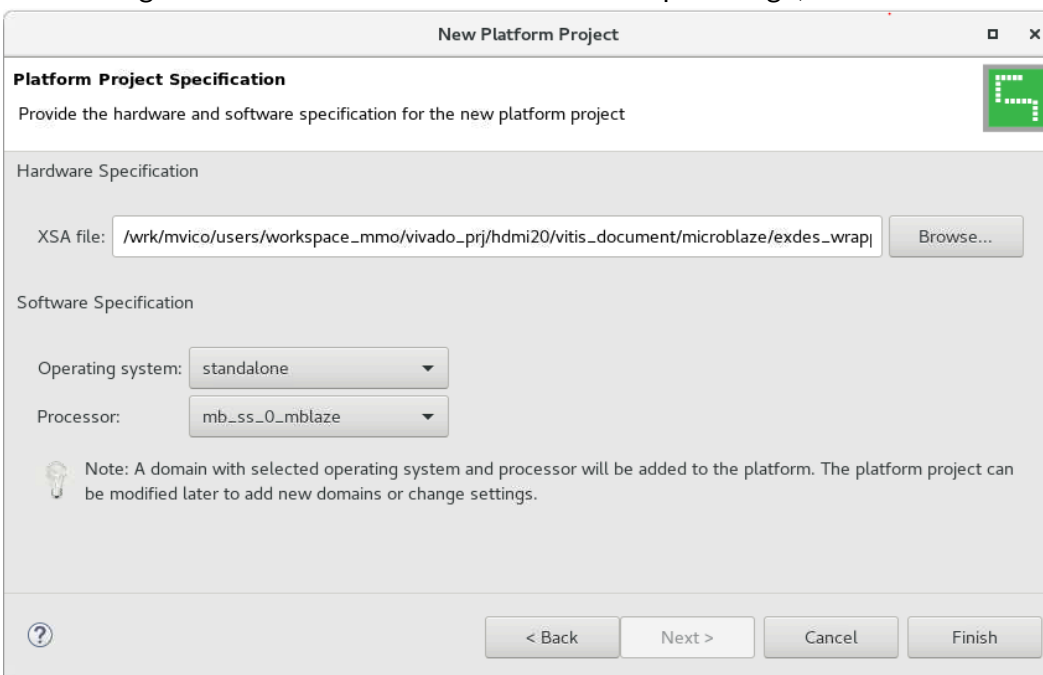 New Platform Project
Platform Project Specification
Provide the hardware and software specification for the new platform project
Hardware Specification
XSA file: /wrk/mvico/users/workspace_mmo/vivado_prj/hdmi20/vitis_document/microblaze/exdes_wrap Browse...
Software Specification
Operating system: standalone
Processor: mb_ss_0_mblaze
Note: A domain with selected operating system and processor will be added to the platform. The platform project can
be modified later to add new domains or change settings.
? < Back Next > Cancel Finish